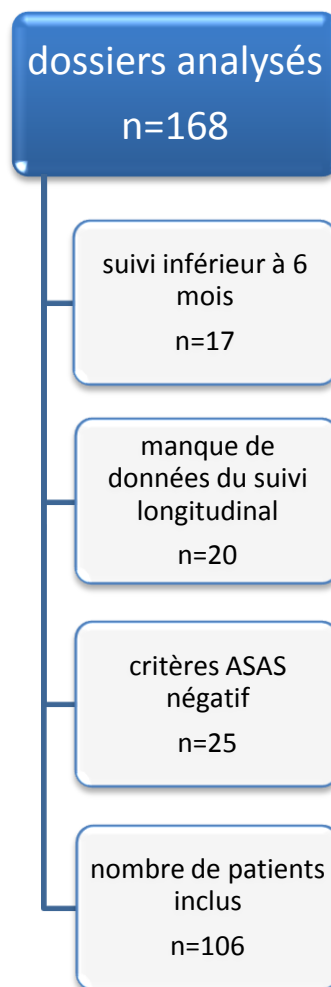 dossiers analysés
n=168
suivi inférieur à 6
mois
n=17
manque de
données du suivi
longitudinal
n=20
critères ASAS
négatif
n=25
nombre de patients
inclus
n=106